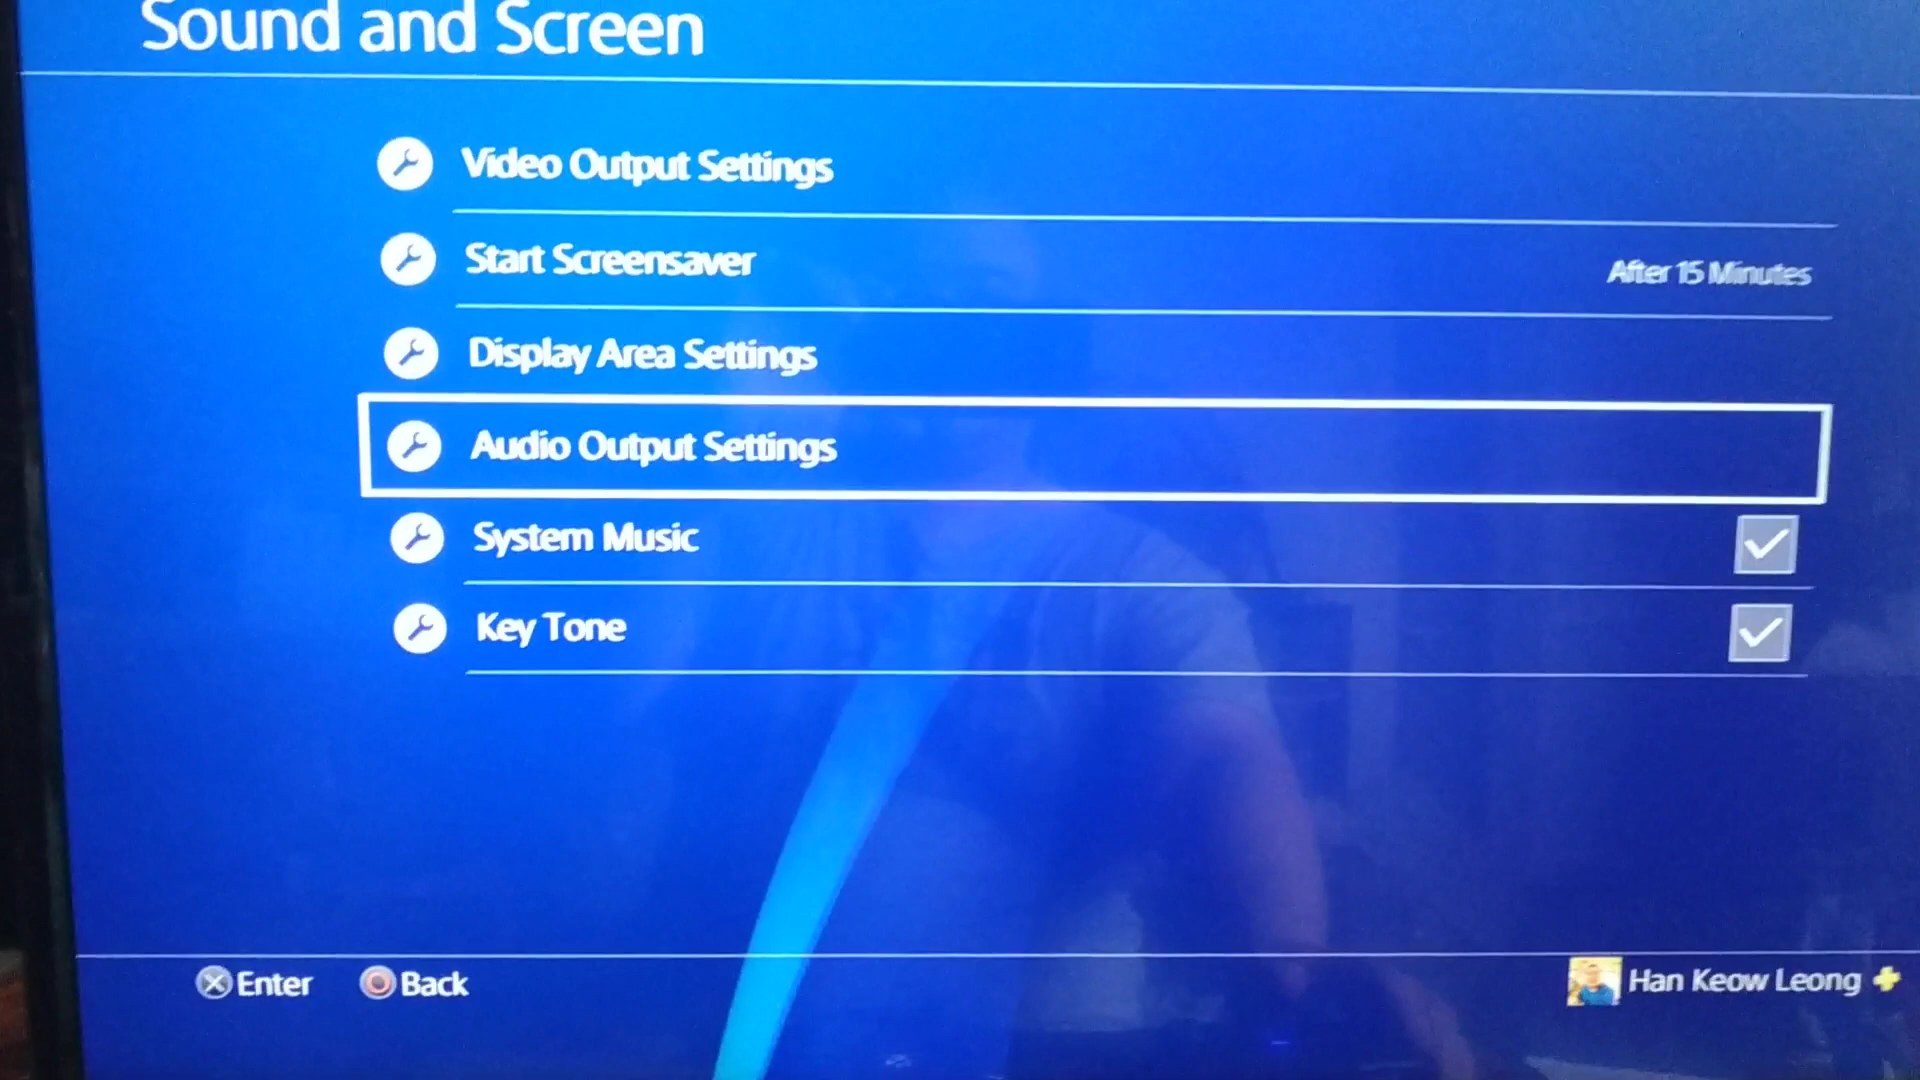 Sound and Screen
Video Output Settings
Start Screensaver
After 15 Minutes
Display Area Settings
Audio Output Settings
System Music
Key Tone
Enter
Back
Han Keow Leong